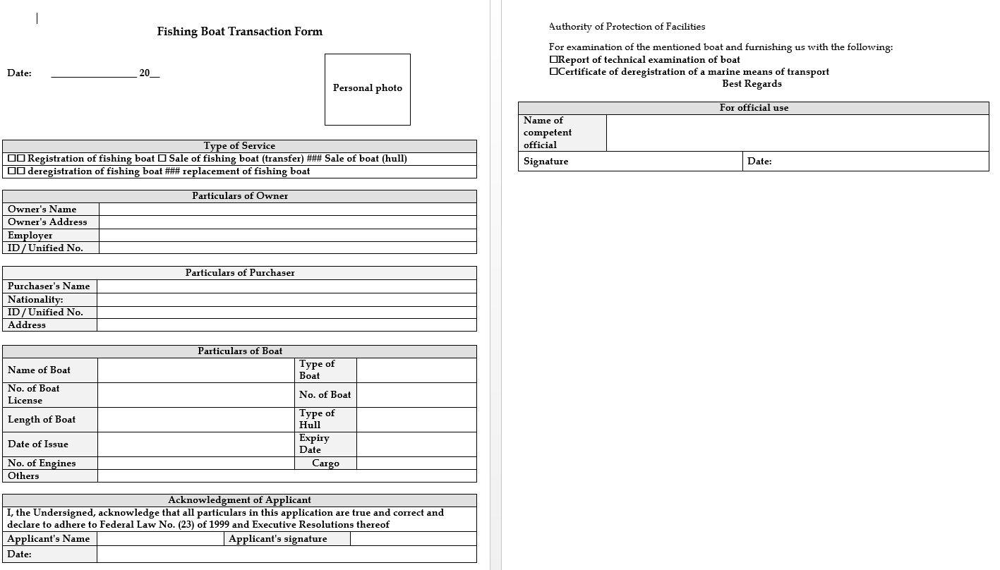 Fishing Boat Transaction Form
Date: _________________ 20__
Personal photo
Type of Service
☐☐ Registration of fishing boat ☐ Sale of fishing boat (transfer) ### Sale of boat (hull)
☐☐ deregistration of fishing boat ### replacement of fishing boat
Particulars of Owner
Owner's Name
Owner's Address
Employer
ID / Unified No.
Particulars of Purchaser
Purchaser's Name
Nationality:
ID / Unified No.
Address
Particulars of Boat
Name of Boat
Type of
Boat
No. of Boat
License
No. of Boat
Length of Boat
Type of
Hull
Date of Issue
Expiry
Date
No. of Engines
Cargo
Others
Acknowledgment of Applicant
I, the Undersigned, acknowledge that all particulars in this application are true and correct and
declare to adhere to Federal Law No. (23) of 1999 and Executive Resolutions thereof
Applicant's Name
Applicant's signature
Date:
Authority of Protection of Facilities
For examination of the mentioned boat and furnishing us with the following:
☐Report of technical examination of boat
☐Certificate of deregistration of a marine means of transport
Best Regards
For official use
Name of
competent
official
Signature
Date: